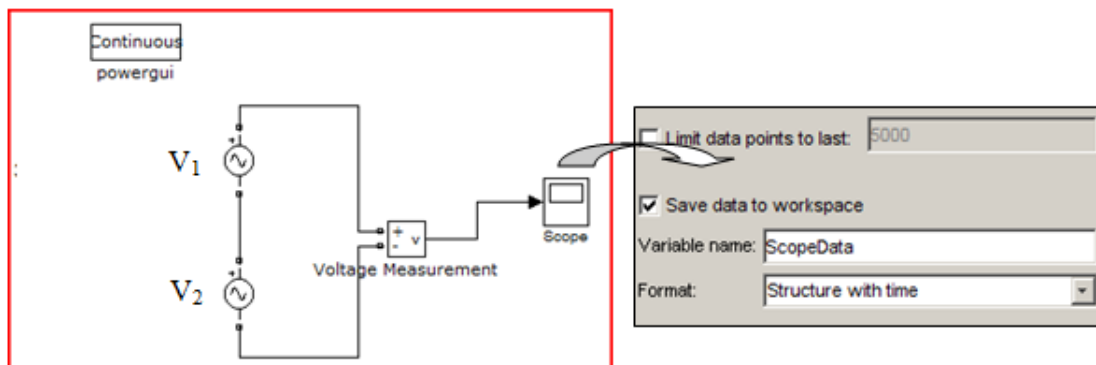 Continuous
powergui
V1
:
V2
+
-
v
Voltage Measurement
Scope
Limit data points to last: 5000
Save data to workspace
Variable name: ScopeData
Format: Structure with time